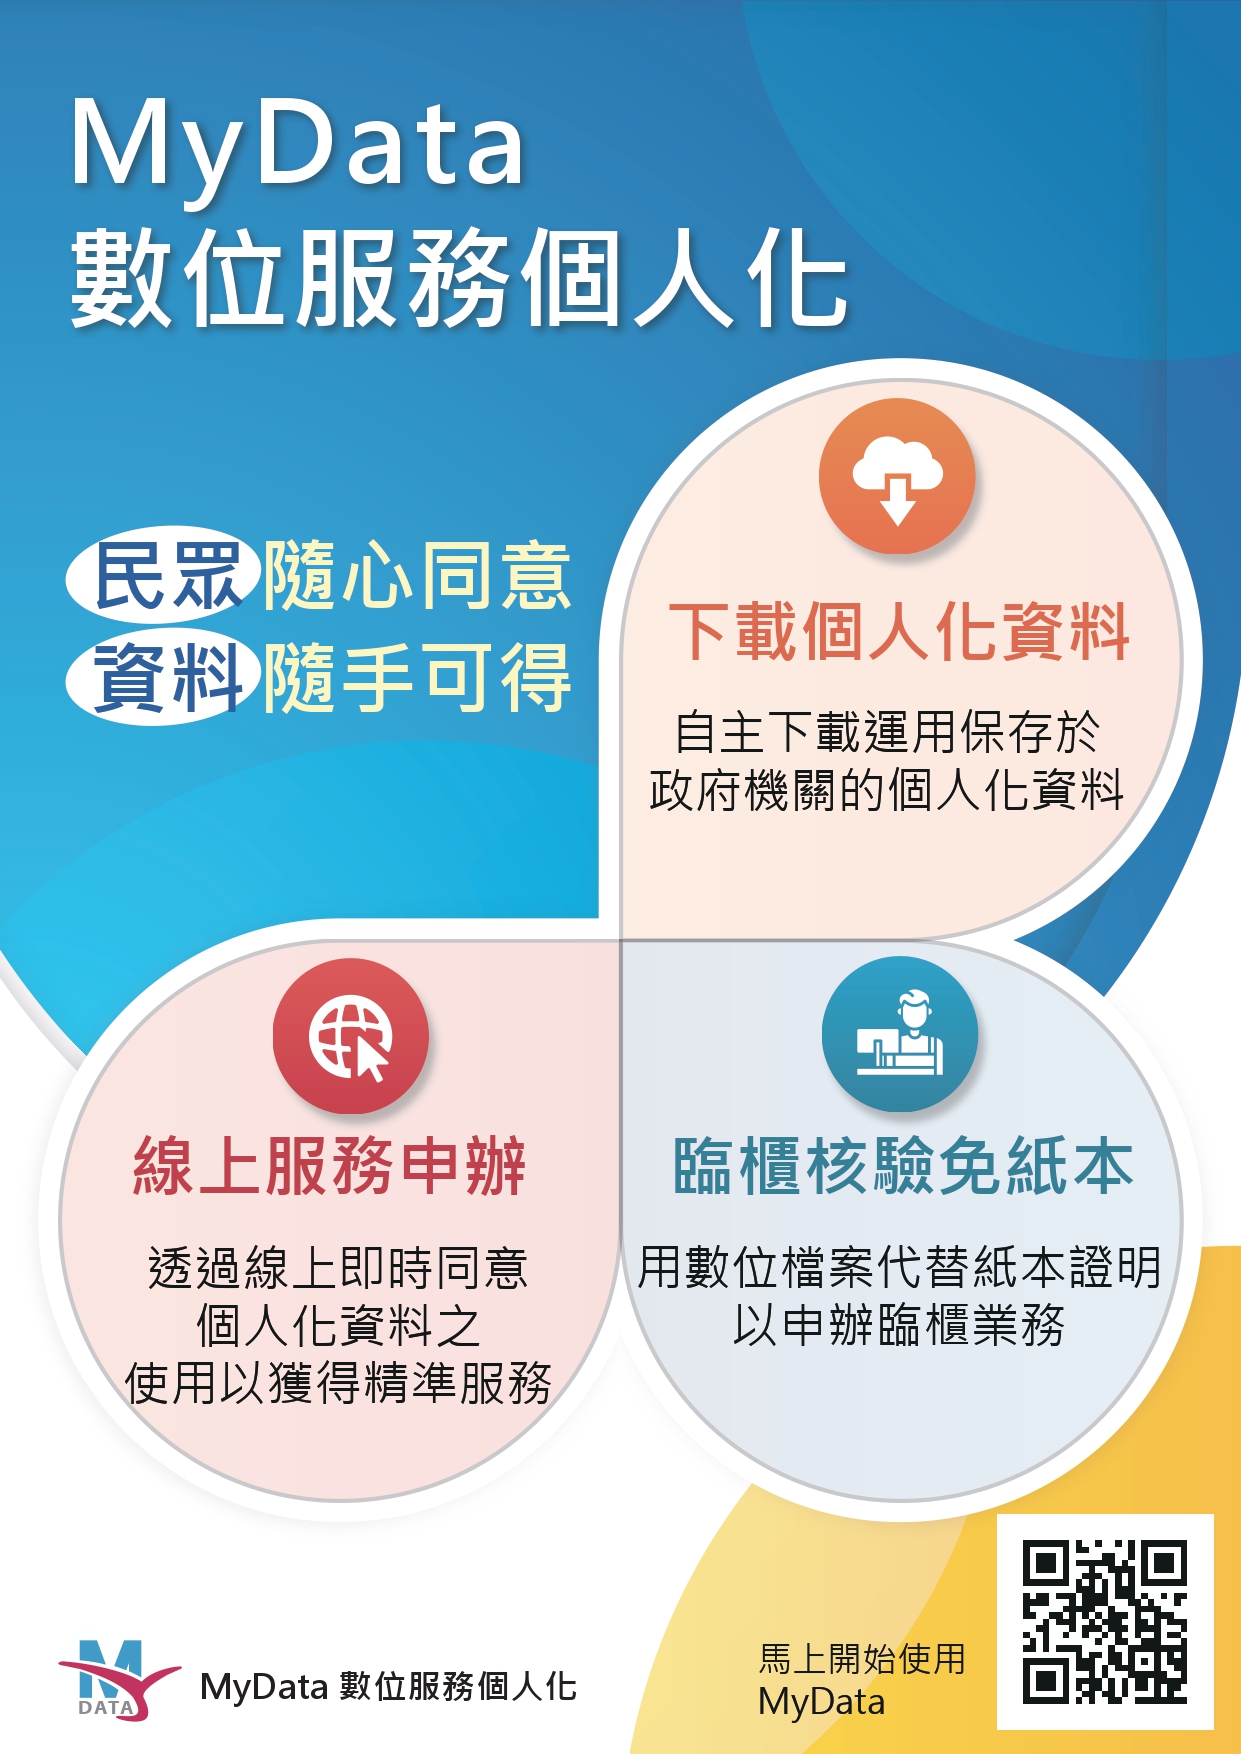 MyData
數位服務個人化
民眾隨心同意
資料隨手可得
下載個人化資料
自主下載運用保存於
政府機關的個人化資料
線上服務申辦
透過線上即時同意
個人化資料之
使用以獲得精準服務
臨櫃核驗免紙本
用數位檔案代替紙本證明
以申辦臨櫃業務
M
DATA
MyData 數位服務個人化
馬上開始使用
MyData